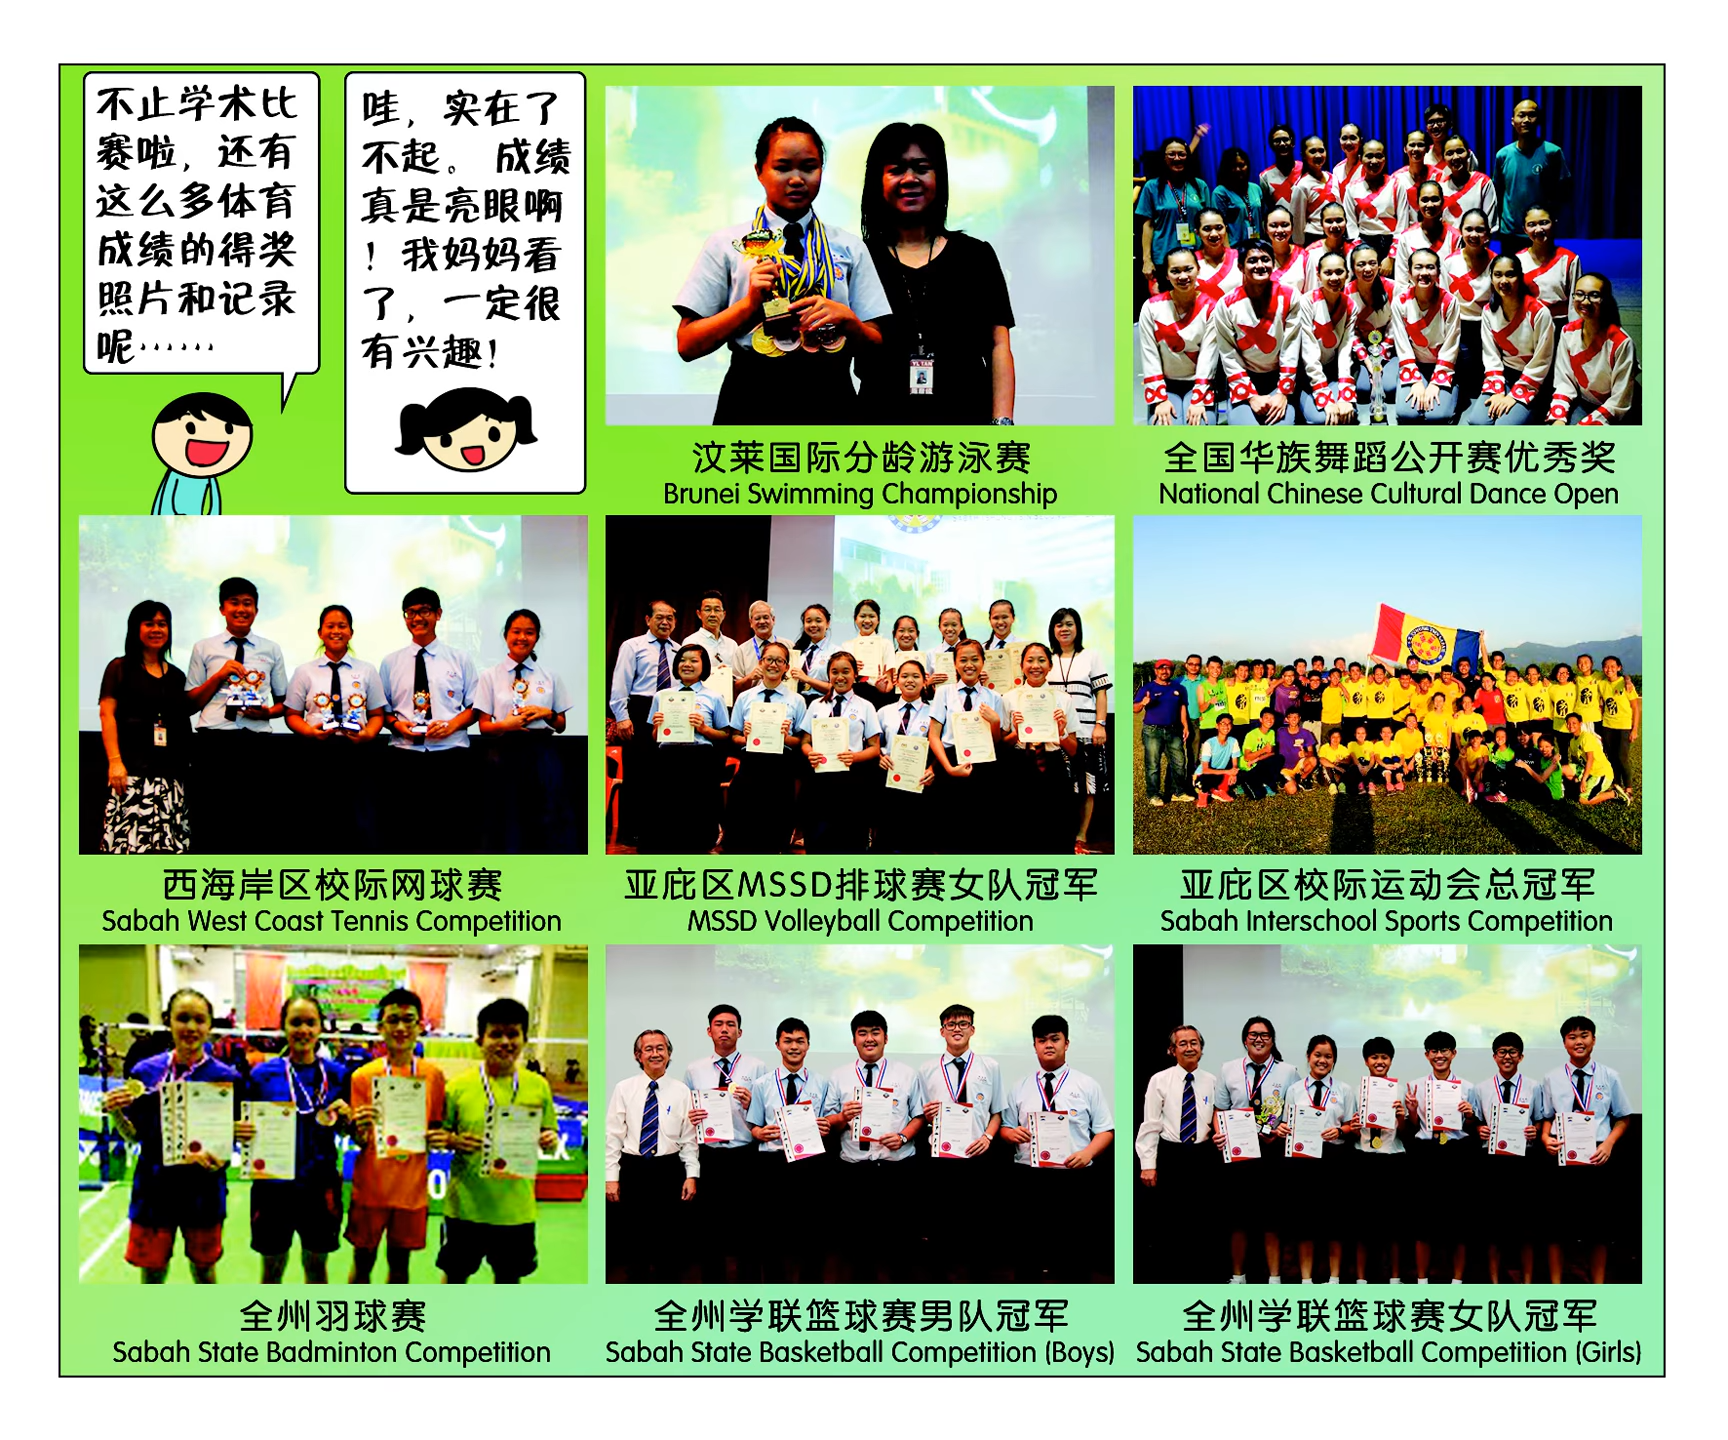 不止学术比
赛啦，还有
这么多体育
成绩的得奖
照片和记录
呢……
哇，实在了
不起。成绩
真是亮眼啊
！我妈妈看
了，一定很
有兴趣！
汶莱国际分龄游泳赛
Brunei Swimming Championship
全国华族舞蹈公开赛优秀奖
National Chinese Cultural Dance Open
西海岸区校际网球赛
Sabah West Coast Tennis Competition
亚庇区MSSD排球赛女队冠军
MSSD Volleyball Competition
亚庇区校际运动会总冠军
Sabah Interschool Sports Competition
全州羽球赛
Sabah State Badminton Competition
全州学联篮球赛男队冠军
Sabah State Basketball Competition (Boys)
全州学联篮球赛女队冠军
Sabah State Basketball Competition (Girls)